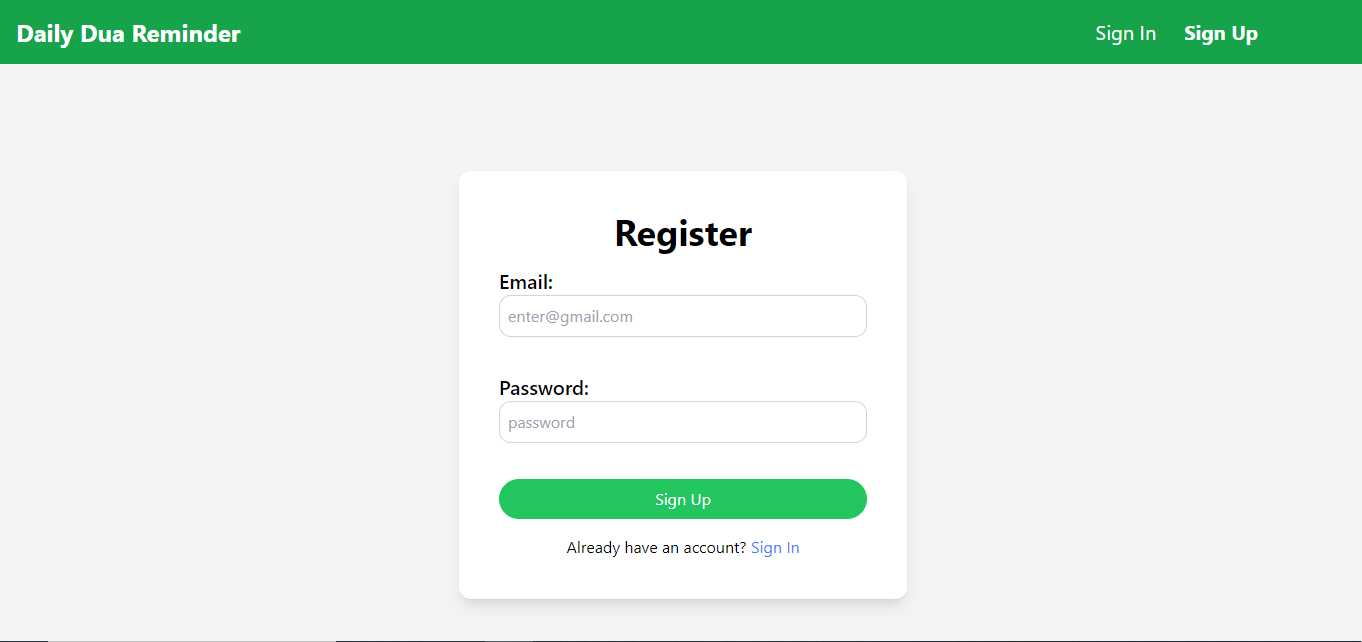 Daily Dua Reminder Sign In Sign Up
Register
Email:
enter@gmail.com
Password:
password
Sign Up
Already have an account? Sign In